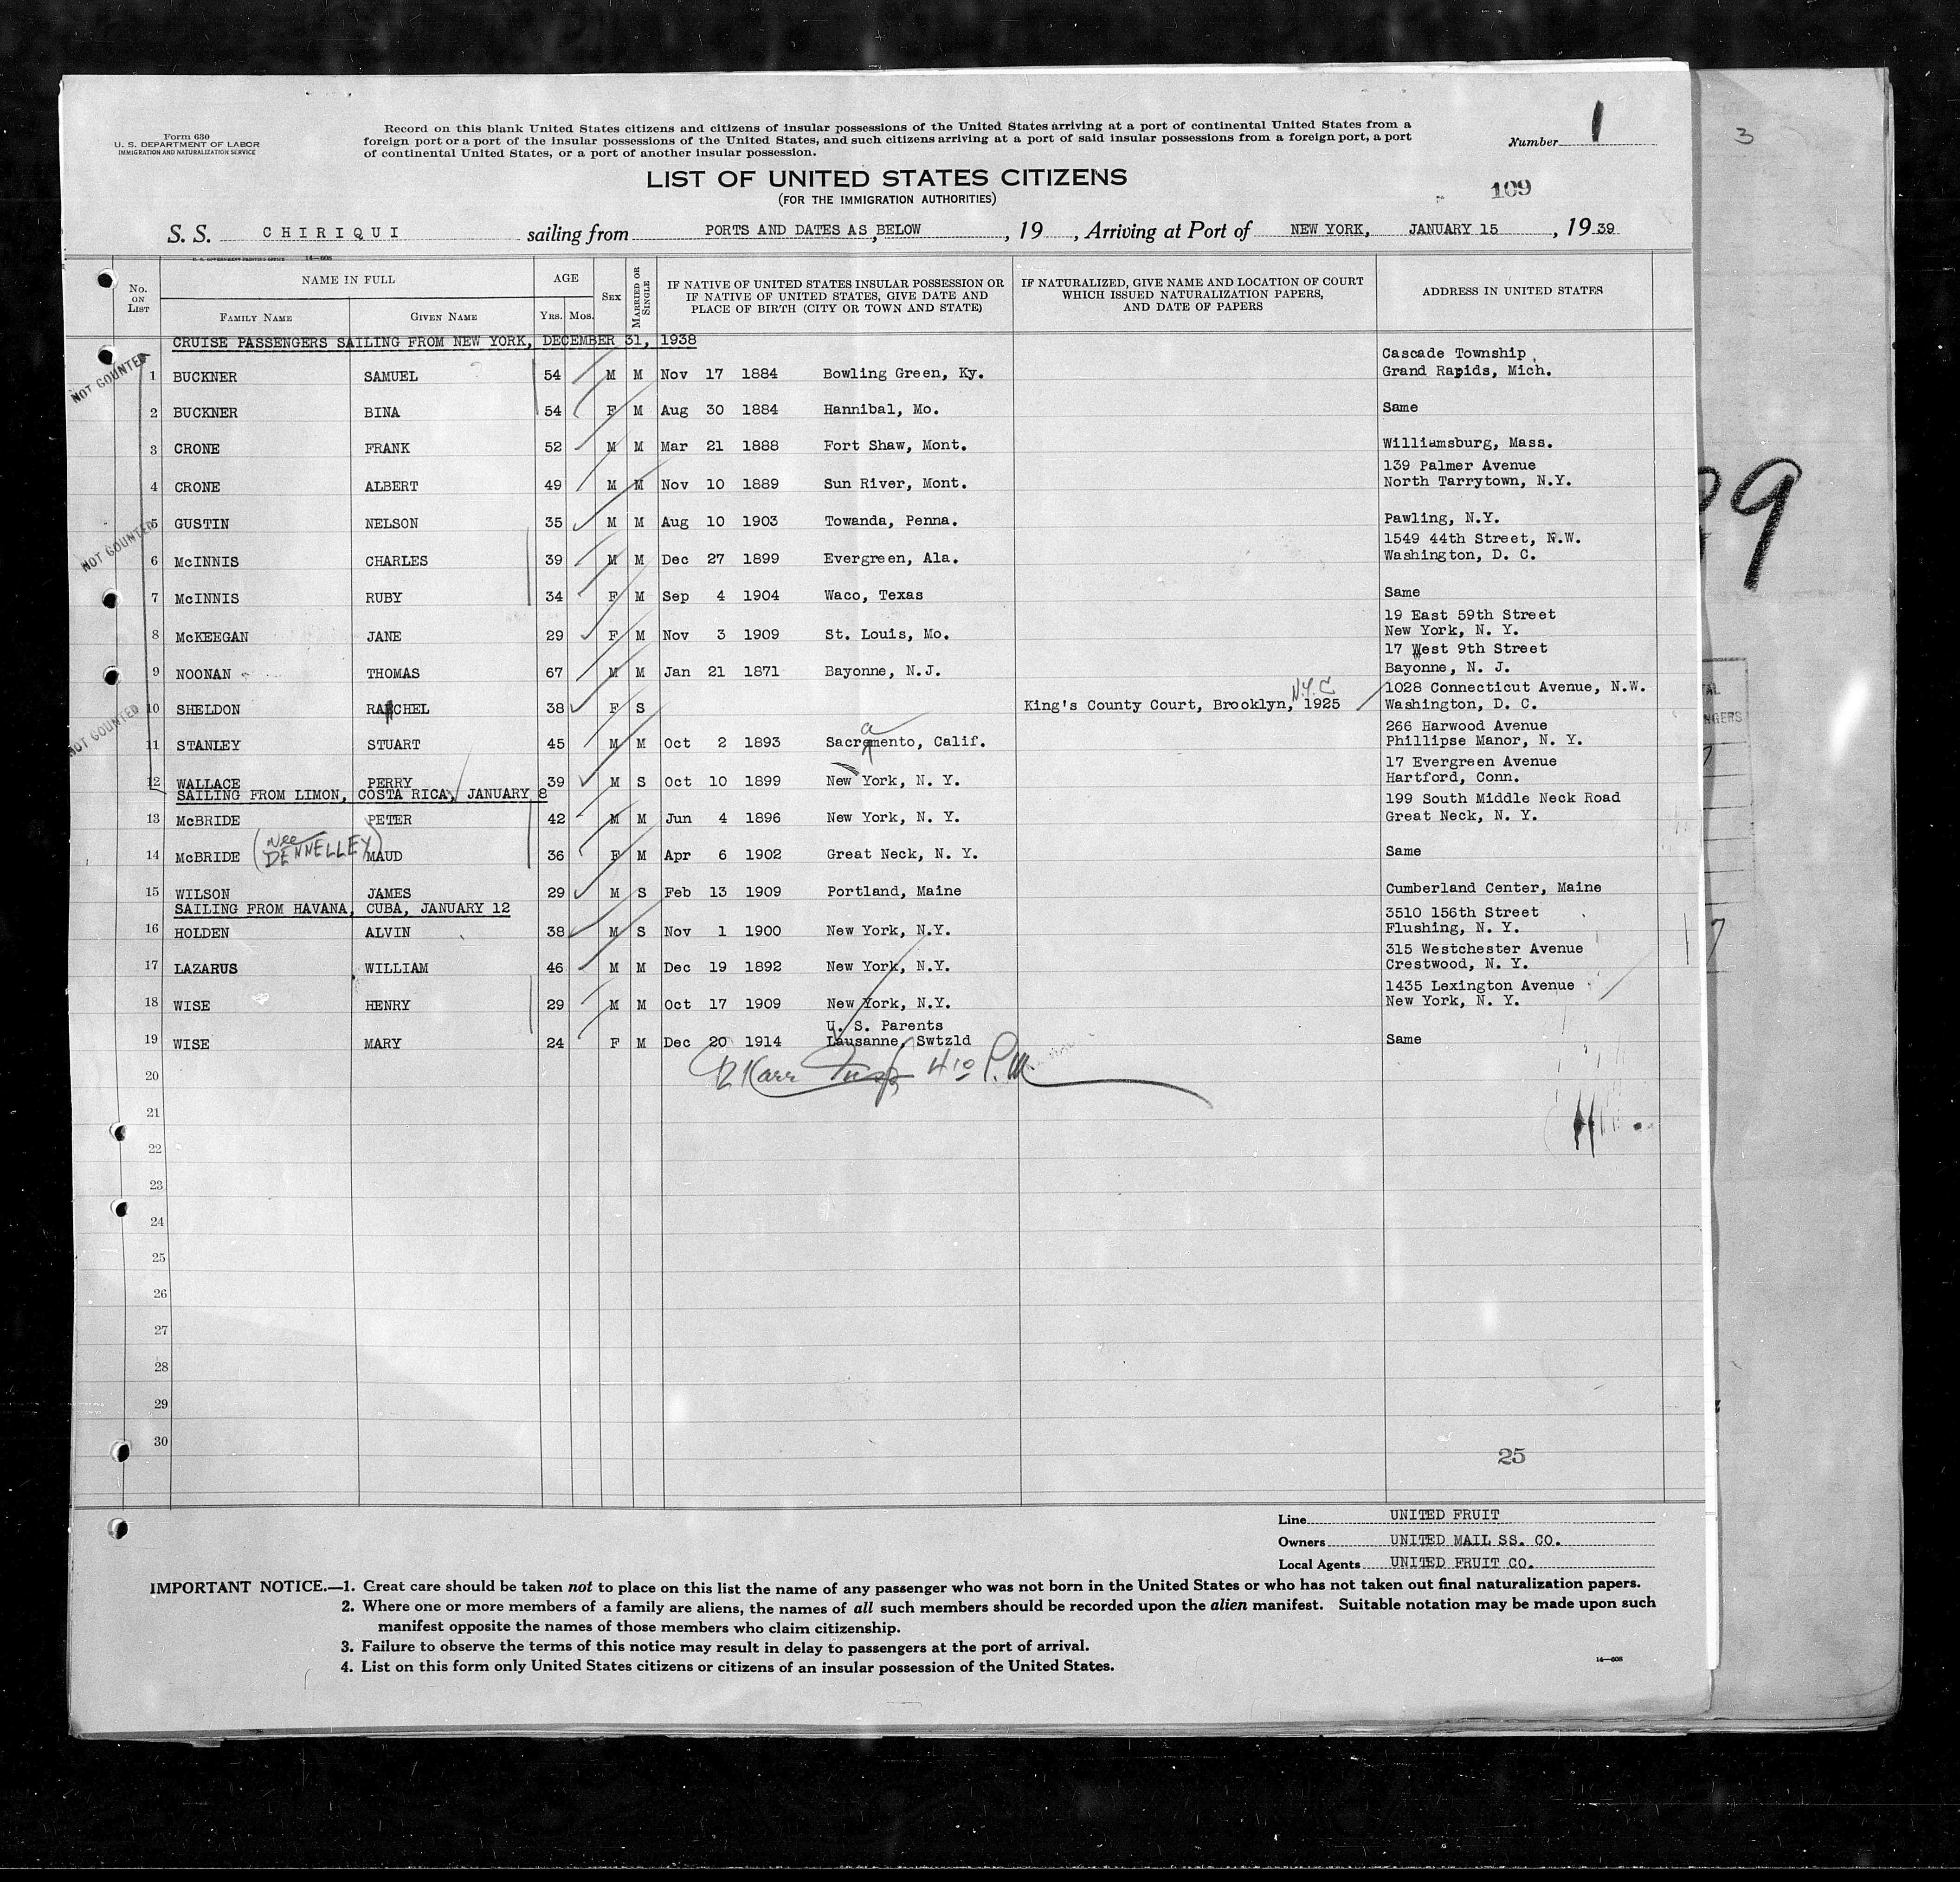 Form 630
U. S. DEPARTMENT OF LABOR
IMMIGRATION AND NATURALIZATION SERVICE
Record on this blank United States citizens and citizens of insular possessions of the United States arriving at a port of continental United States from a
foreign port or a port of the insular possessions of the United States, and such citizens arriving at a port of said insular possessions from a foreign port, a port
of continental United States, or a port of another insular possession.
Number 1
3
LIST OF UNITED STATES CITIZENS
(FOR THE IMMIGRATION AUTHORITIES)
109
S. S. CHIRIQUI sailing from PORTS AND DATES AS BELOW, 19 , Arriving at Port of NEW YORK, JANUARY 15, 1939
U. S. GOVERNMENT PRINTING OFFICE 14—608
No. ON LIST NAME IN FULL FAMILY NAME GIVEN NAME AGE YRS. MOS. SEX MARRIED OR SINGLE IF NATIVE OF UNITED STATES INSULAR POSSESSION OR IF NATIVE OF UNITED STATES, GIVE DATE AND PLACE OF BIRTH (CITY OR TOWN AND STATE) IF NATURALIZED, GIVE NAME AND LOCATION OF COURT WHICH ISSUED NATURALIZATION PAPERS, AND DATE OF PAPERS ADDRESS IN UNITED STATES
CRUISE PASSENGERS SAILING FROM NEW YORK, DECEMBER 31, 1938
NOT COUNTED
Cascade Township
1 BUCKNER SAMUEL 54 M M Nov 17 1884 Bowling Green, Ky. Grand Rapids, Mich.
2 BUCKNER BINA 54 F M Aug 30 1884 Hannibal, Mo. Same
3 CRONE FRANK 52 M M Mar 21 1888 Fort Shaw, Mont. Williamsburg, Mass.
139 Palmer Avenue
4 CRONE ALBERT 49 M M Nov 10 1889 Sun River, Mont. North Tarrytown, N.Y.
5 GUSTIN NELSON 35 M M Aug 10 1903 Towanda, Penna. Pawling, N.Y.
NOT COUNTED
1549 44th Street, N.W.
6 McINNIS CHARLES 39 M M Dec 27 1899 Evergreen, Ala. Washington, D. C.
7 McINNIS RUBY 34 F M Sep 4 1904 Waco, Texas Same
19 East 59th Street
8 McKEEGAN JANE 29 F M Nov 3 1909 St. Louis, Mo. New York, N. Y.
17 West 9th Street
9 NOONAN THOMAS 67 M M Jan 21 1871 Bayonne, N.J. Bayonne, N. J.
N.Y.C 1028 Connecticut Avenue, N.W.
10 SHELDON RACHEL 38 F S King's County Court, Brooklyn, 1925 Washington, D. C.
NOT COUNTED
a 266 Harwood Avenue
11 STANLEY STUART 45 M M Oct 2 1893 Sacramento, Calif. Phillipse Manor, N. Y.
17 Evergreen Avenue
12 WALLACE PERRY 39 M S Oct 10 1899 New York, N. Y. Hartford, Conn.
SAILING FROM LIMON, COSTA RICA, JANUARY 8
199 South Middle Neck Road
13 McBRIDE PETER 42 M M Jun 4 1896 New York, N. Y. Great Neck, N. Y.
14 McBRIDE (nee DENNELLEY) MAUD 36 F M Apr 6 1902 Great Neck, N. Y. Same
15 WILSON JAMES 29 M S Feb 13 1909 Portland, Maine Cumberland Center, Maine
SAILING FROM HAVANA, CUBA, JANUARY 12
3510 156th Street
16 HOLDEN ALVIN 38 M S Nov 1 1900 New York, N.Y. Flushing, N. Y.
315 Westchester Avenue
17 LAZARUS WILLIAM 46 M M Dec 19 1892 New York, N.Y. Crestwood, N. Y.
1435 Lexington Avenue
18 WISE HENRY 29 M M Oct 17 1909 New York, N.Y. New York, N. Y.
U. S. Parents
19 WISE MARY 24 F M Dec 20 1914 Lausanne, Swtzld Same
20 Karr Insp 4 10 P.M.
21
22
23
24
25
26
27
28
29
30
25
Line UNITED FRUIT
Owners UNITED MAIL SS. CO.
Local Agents UNITED FRUIT CO.
IMPORTANT NOTICE.—1. Great care should be taken not to place on this list the name of any passenger who was not born in the United States or who has not taken out final naturalization papers.
2. Where one or more members of a family are aliens, the names of all such members should be recorded upon the alien manifest. Suitable notation may be made upon such
manifest opposite the names of those members who claim citizenship.
3. Failure to observe the terms of this notice may result in delay to passengers at the port of arrival.
4. List on this form only United States citizens or citizens of an insular possession of the United States.
14—608